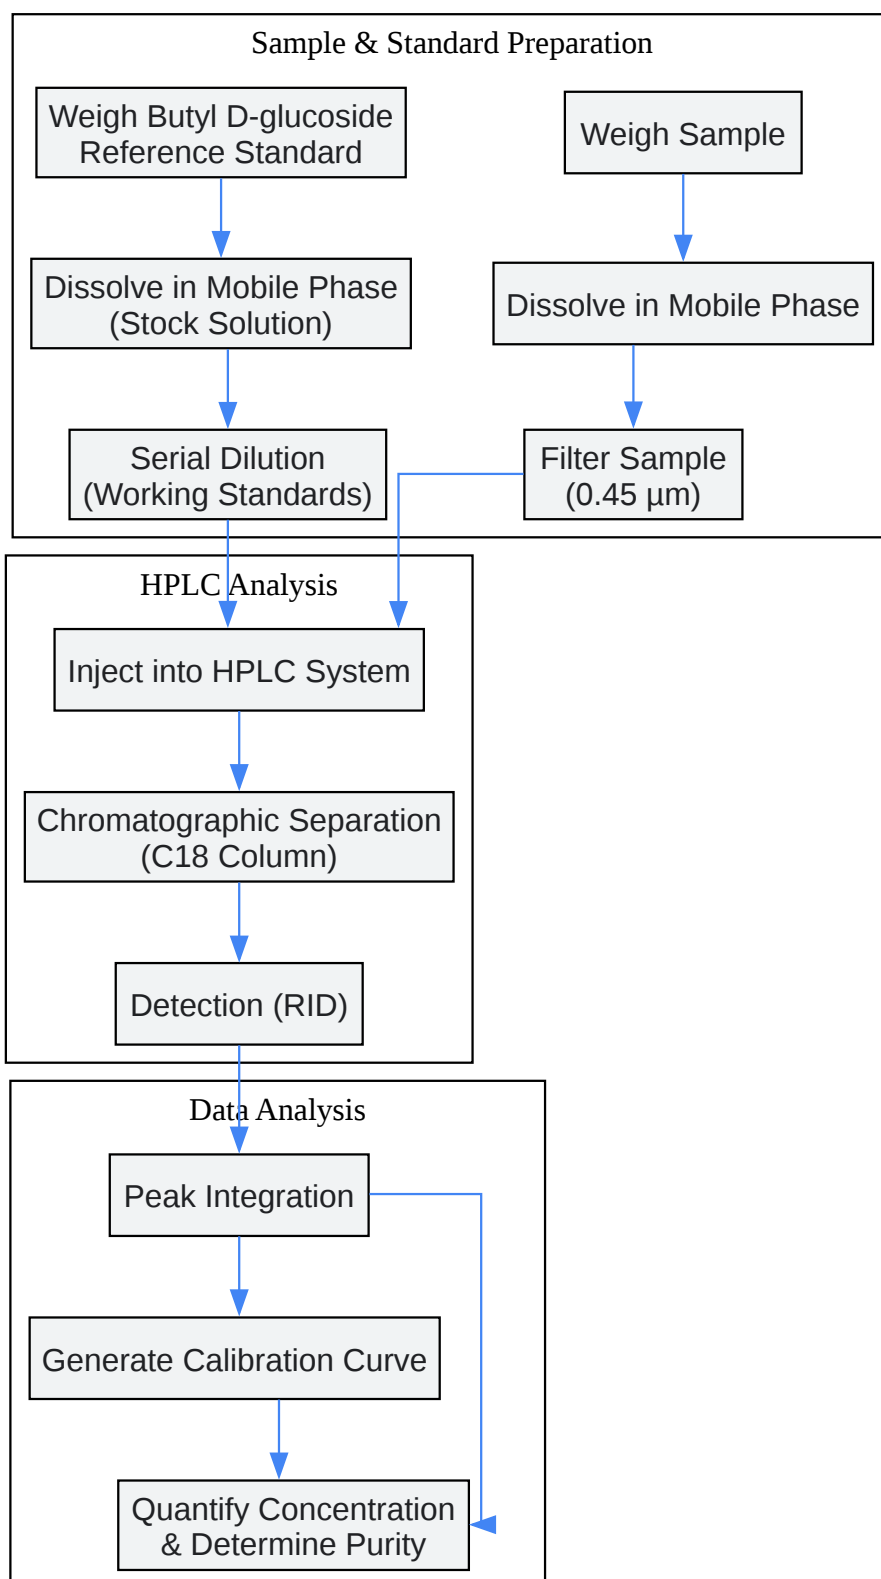 Sample & Standard Preparation
Weigh Butyl D-glucoside
Reference Standard
Weigh Sample
Dissolve in Mobile Phase
(Stock Solution)
Dissolve in Mobile Phase
Serial Dilution
(Working Standards)
Filter Sample
(0.45 µm)
HPLC Analysis
Inject into HPLC System
Chromatographic Separation
(C18 Column)
Detection (RID)
Data Analysis
Peak Integration
Generate Calibration Curve
Quantify Concentration
& Determine Purity